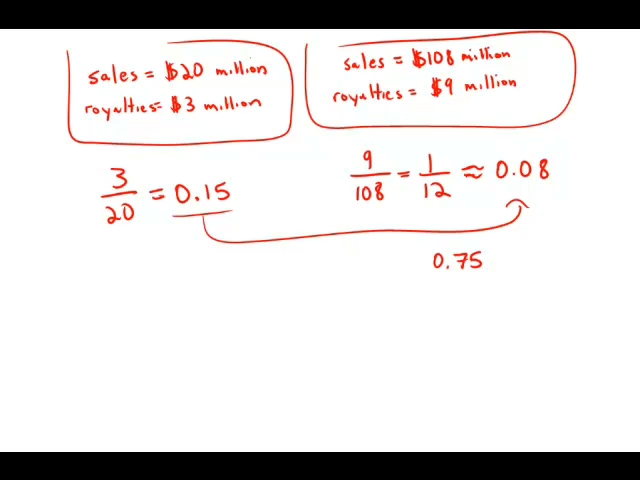 sales = $20 million
royalties = $3 million
sales = $108 million
royalties = $9 million
3/20 = 0.15
9/108 = 1/12 ≈ 0.08
0.75